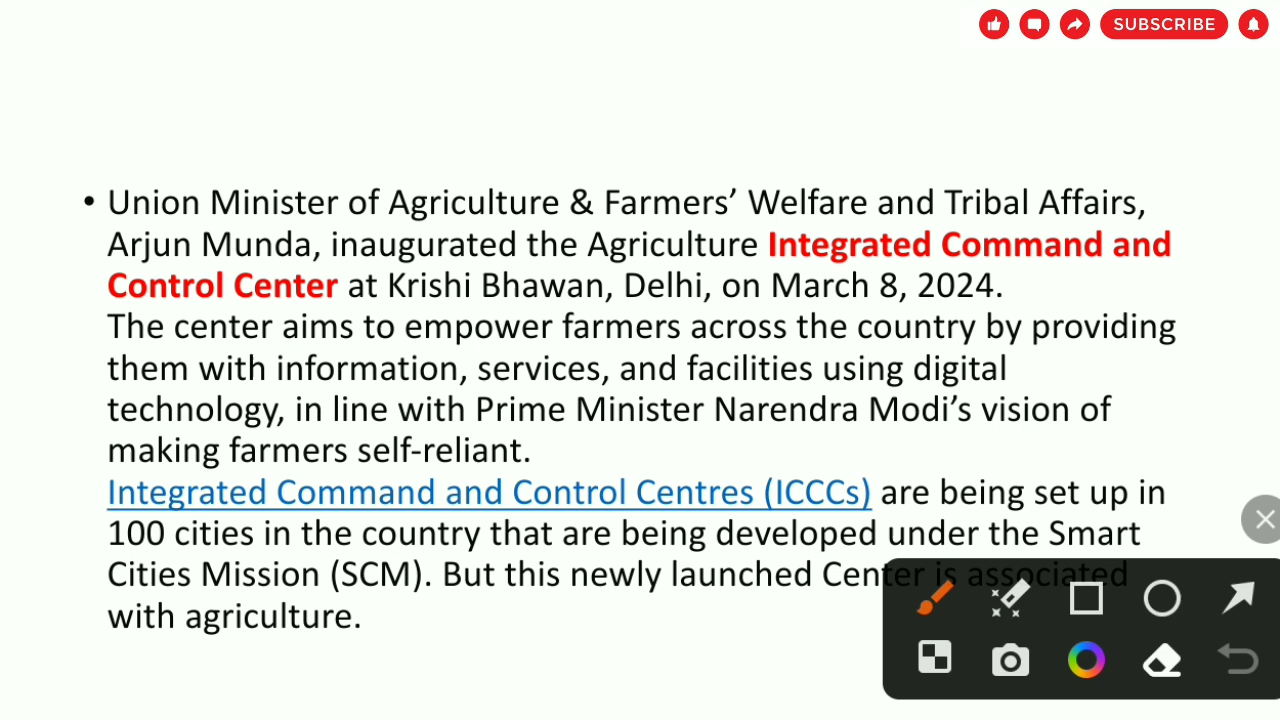 SUBSCRIBE
• Union Minister of Agriculture & Farmers’ Welfare and Tribal Affairs,
Arjun Munda, inaugurated the Agriculture Integrated Command and
Control Center at Krishi Bhawan, Delhi, on March 8, 2024.
The center aims to empower farmers across the country by providing
them with information, services, and facilities using digital
technology, in line with Prime Minister Narendra Modi’s vision of
making farmers self-reliant.
Integrated Command and Control Centres (ICCCs) are being set up in
100 cities in the country that are being developed under the Smart
Cities Mission (SCM). But this newly launched Center is associated
with agriculture.